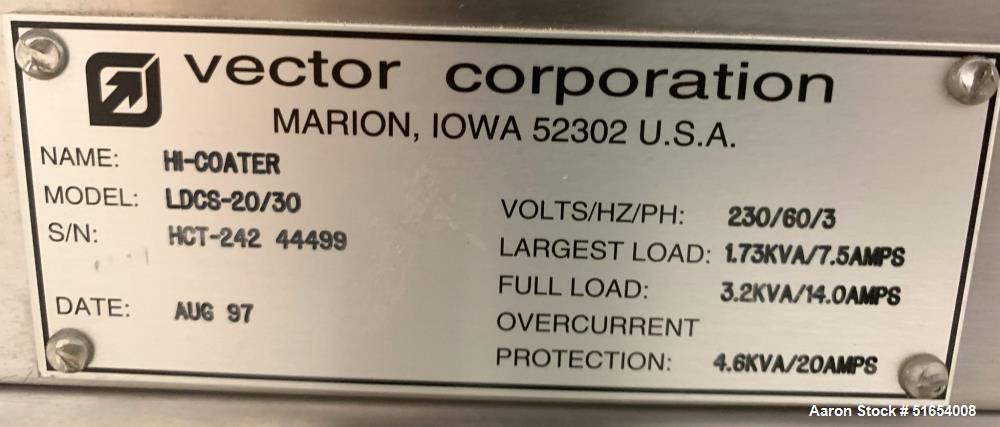 vector corporation
MARION, IOWA 52302 U.S.A.
NAME: HI-COATER
MODEL: LDCS-20/30
S/N: HCT-242 44499
DATE: AUG 97
VOLTS/HZ/PH: 230/60/3
LARGEST LOAD: 1.73KVA/7.5AMPS
FULL LOAD: 3.2KVA/14.0AMPS
OVERCURRENT
PROTECTION: 4.6KVA/20AMPS
Aaron Stock # 51654008